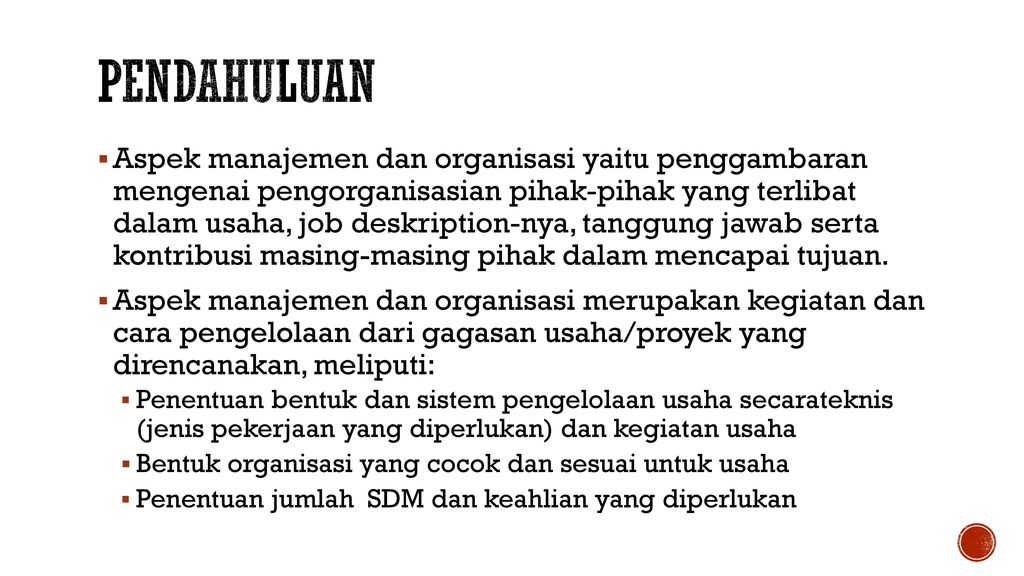 PENDAHULUAN
▪ Aspek manajemen dan organisasi yaitu penggambaran
mengenai pengorganisasian pihak-pihak yang terlibat
dalam usaha, job deskription-nya, tanggung jawab serta
kontribusi masing-masing pihak dalam mencapai tujuan.
▪ Aspek manajemen dan organisasi merupakan kegiatan dan
cara pengelolaan dari gagasan usaha/proyek yang
direncanakan, meliputi:
▪ Penentuan bentuk dan sistem pengelolaan usaha secarateknis
(jenis pekerjaan yang diperlukan) dan kegiatan usaha
▪ Bentuk organisasi yang cocok dan sesuai untuk usaha
▪ Penentuan jumlah  SDM dan keahlian yang diperlukan